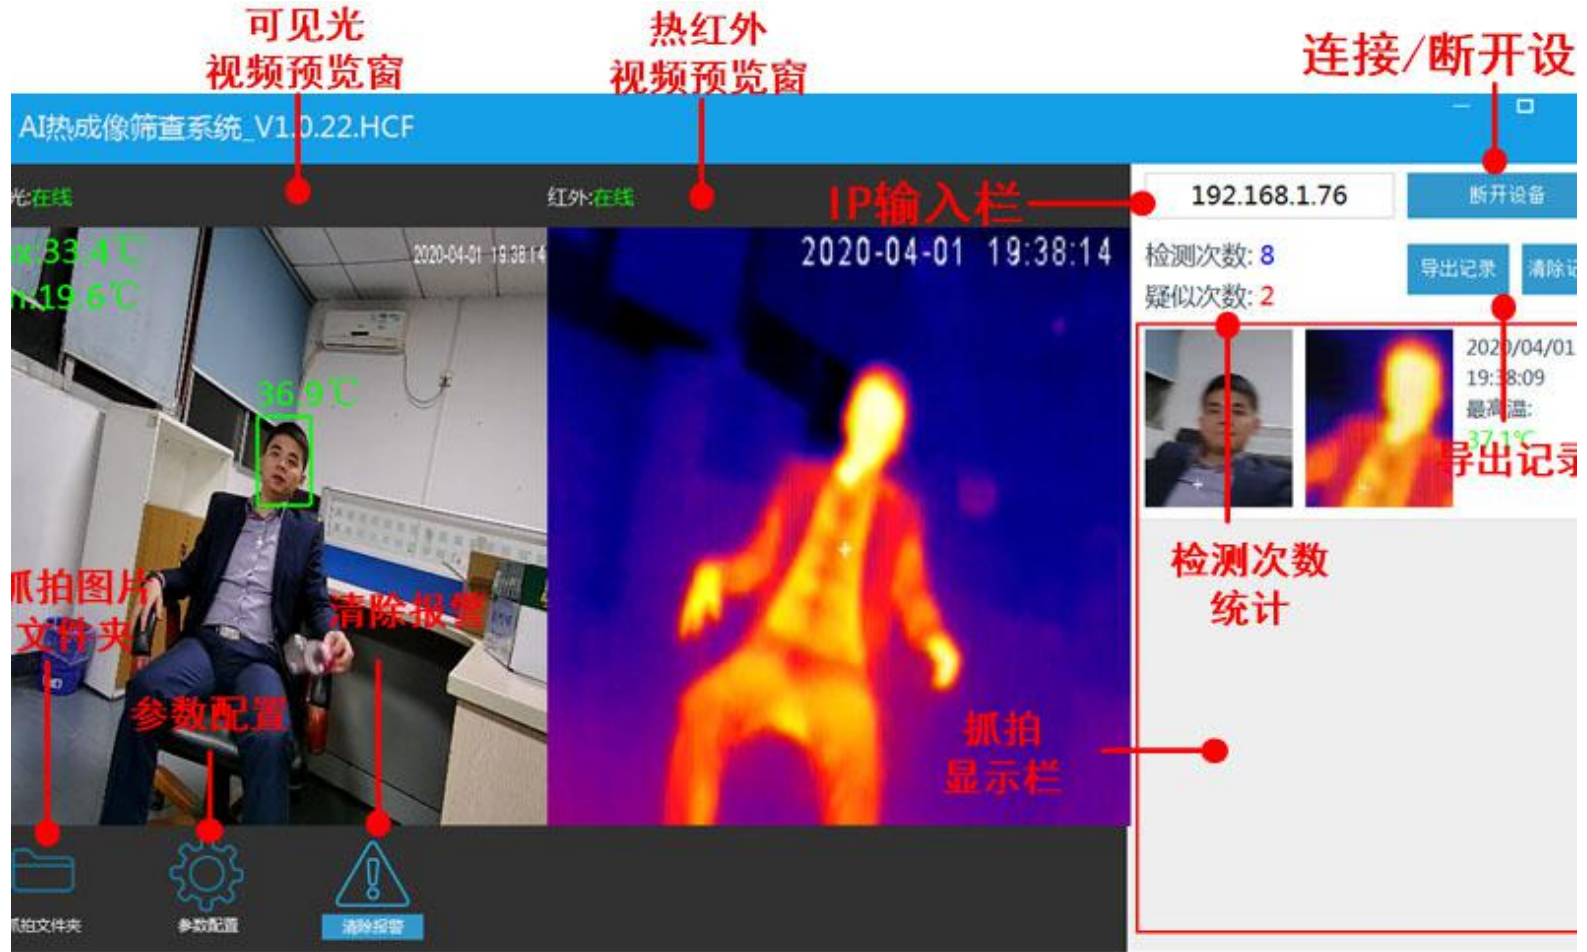 可见光
视频预览窗
热红外
视频预览窗
连接/断开设
AI热成像筛查系统_V1.0.22.HCF
光:在线
红外:在线
IP输入栏
192.168.1.76
断开设备
x:33.4℃
n:19.6℃
2020-04-01 19:38:14
2020-04-01 19:38:14
检测次数: 8
疑似次数: 2
导出记录
清除记
2020/04/01
19:38:09
最高温:
37.1℃
导出记录
36.9℃
检测次数
统计
抓拍图片
文件夹
清除报警
参数配置
抓拍
显示栏
抓拍文件夹
参数配置
清除报警